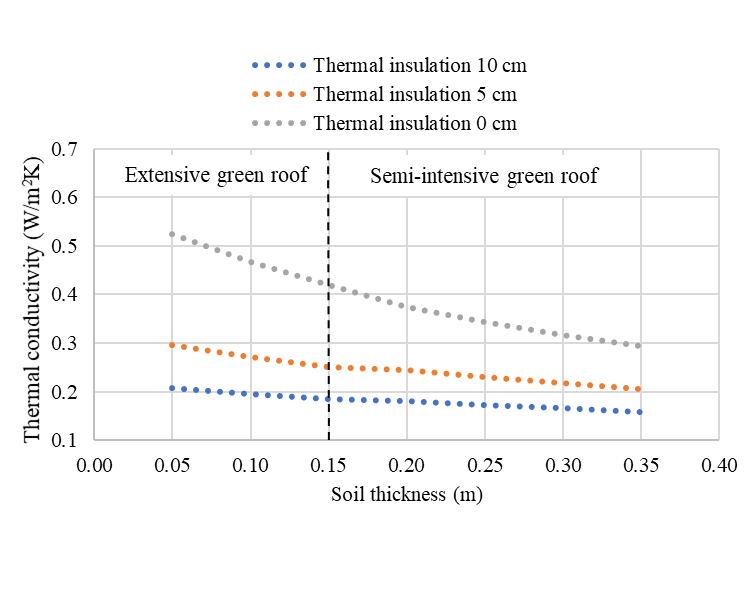 Thermal insulation 10 cm
Thermal insulation 5 cm
Thermal insulation 0 cm
Thermal conductivity (W/m²K)
0.7
0.6
0.5
0.4
0.3
0.2
0.1
Extensive green roof
Semi-intensive green roof
0.00 0.05 0.10 0.15 0.20 0.25 0.30 0.35 0.40
Soil thickness (m)